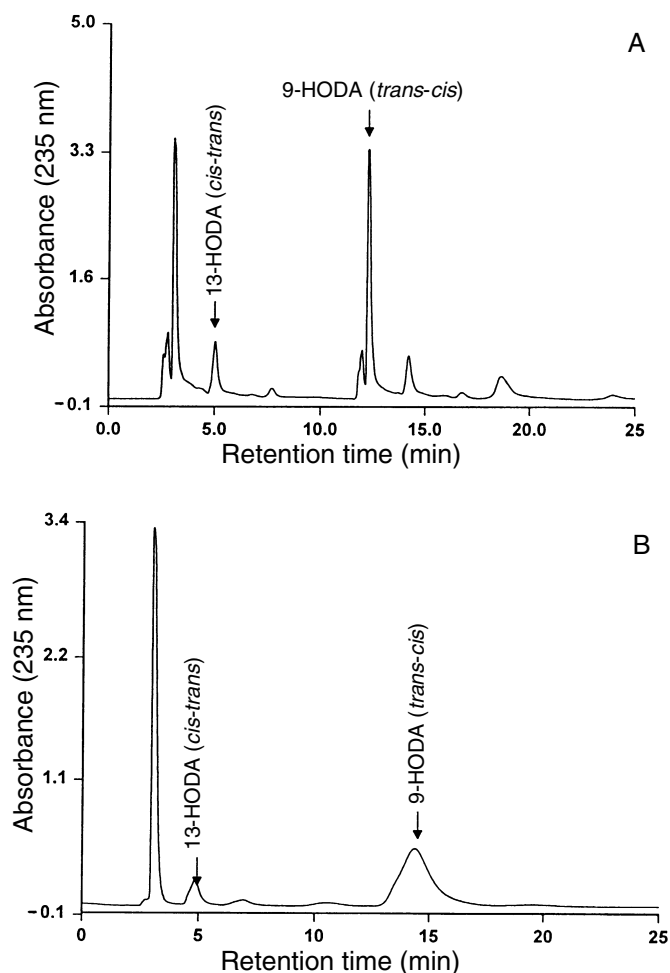 A
5.0
3.3
1.6
−0.1
Absorbance (235 nm)
13-HODA (cis-trans)
9-HODA (trans-cis)
0.0 5.0 10.0 15.0 20.0 25
Retention time (min)
B
3.4
2.2
1.1
−0.1
Absorbance (235 nm)
13-HODA (cis-trans)
9-HODA (trans-cis)
0 5 10 15 20 25
Retention time (min)